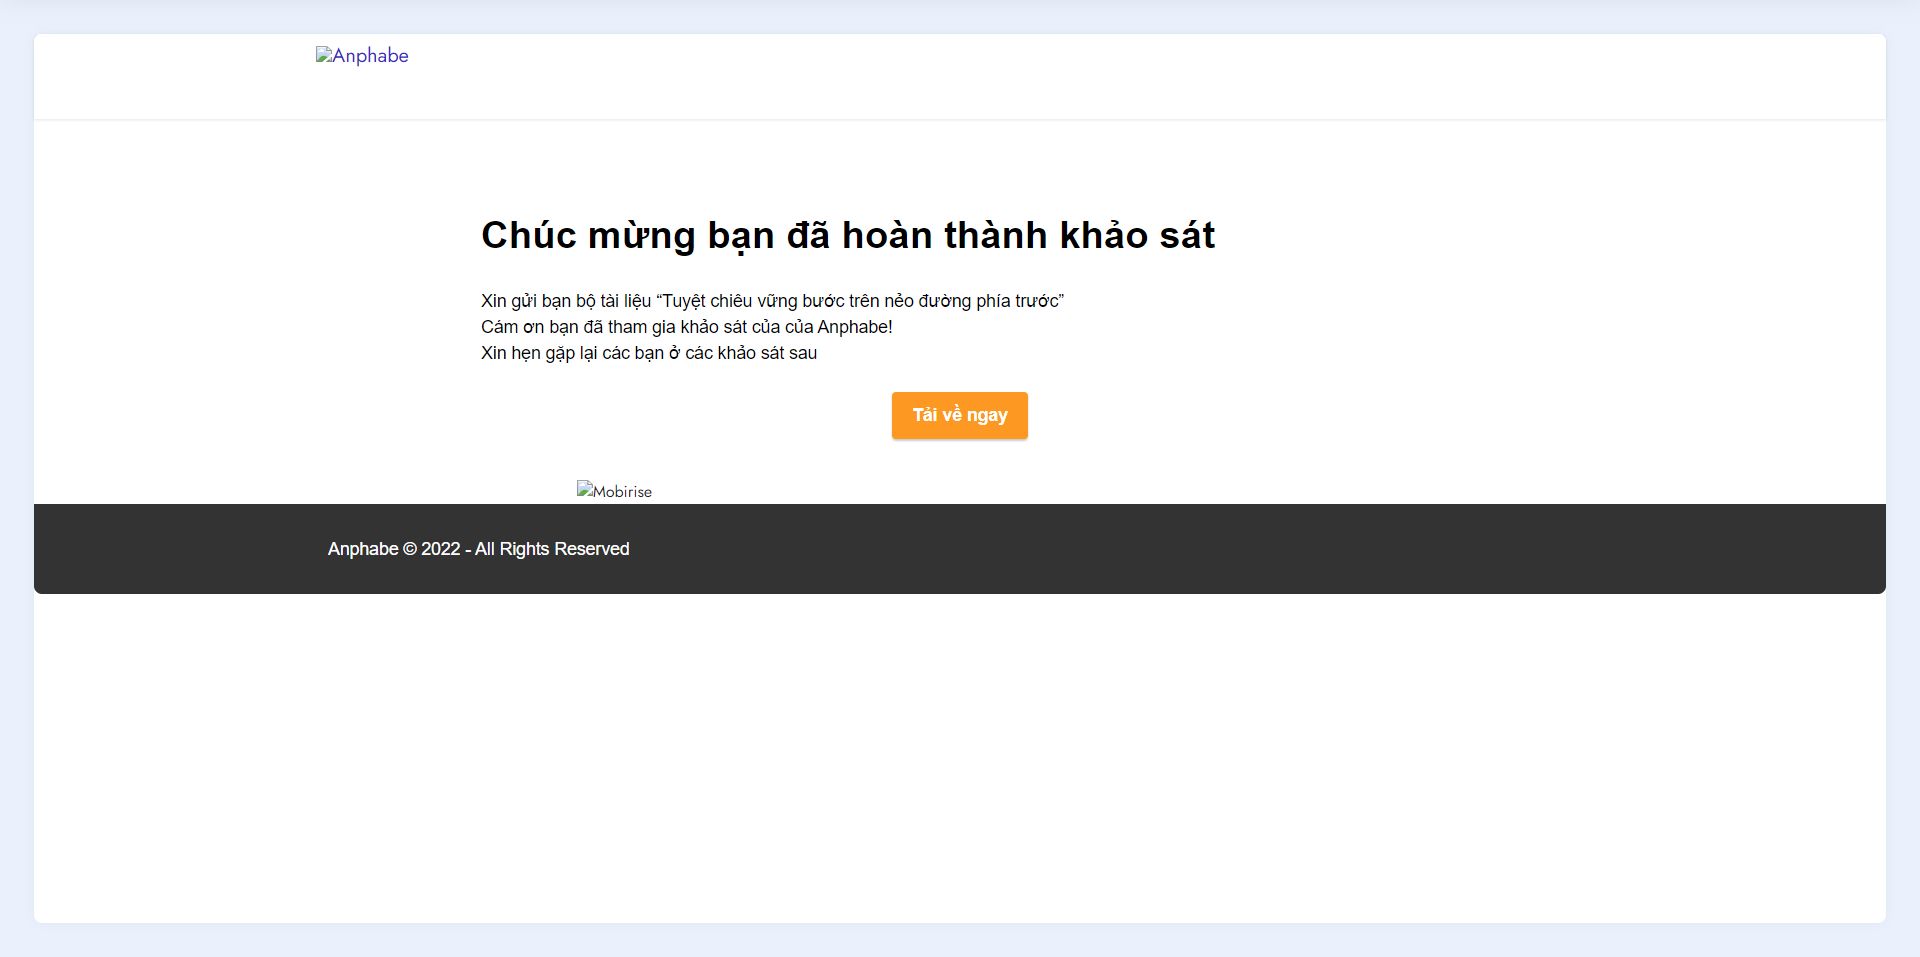 Anphabe
Chúc mừng bạn đã hoàn thành khảo sát
Xin gửi bạn bộ tài liệu “Tuyệt chiêu vững bước trên nẻo đường phía trước”
Cám ơn bạn đã tham gia khảo sát của của Anphabe!
Xin hẹn gặp lại các bạn ở các khảo sát sau
Tải về ngay
Mobirise
Anphabe © 2022 - All Rights Reserved